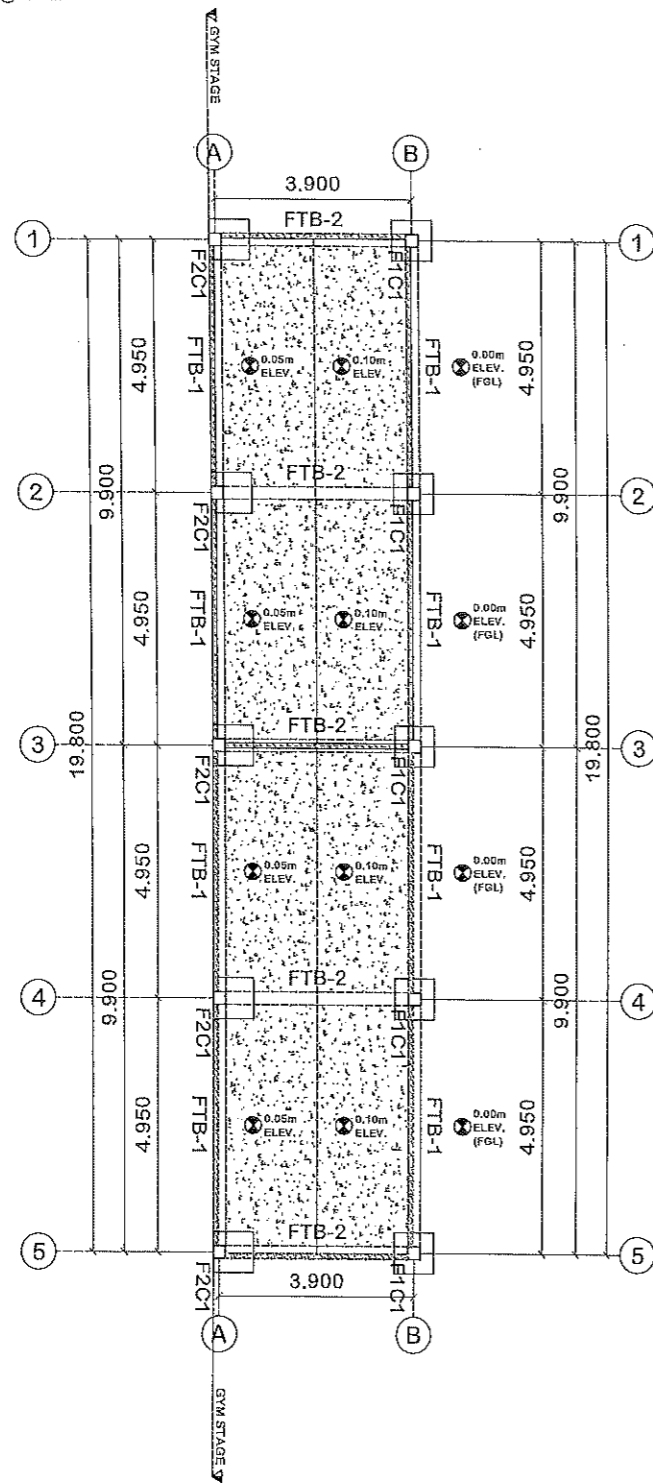 GYM STAGE
A
B
3.900
FTB-2
1
1
F2C1
F1C1
FTB-1
0.05m
ELEV.
0.10m
ELEV.
FTB-1
0.00m
ELEV.
(FGL)
4.950
4.950
FTB-2
2
2
9.900
9.900
F2C1
F1C1
FTB-1
0.05m
ELEV.
0.10m
ELEV.
FTB-1
0.00m
ELEV.
(FGL)
4.950
4.950
FTB-2
3
3
19.800
19.800
F2C1
F1C1
FTB-1
0.05m
ELEV.
0.10m
ELEV.
FTB-1
0.00m
ELEV.
(FGL)
4.950
4.950
FTB-2
4
4
9.900
9.900
F2C1
F1C1
FTB-1
0.05m
ELEV.
0.10m
ELEV.
FTB-1
0.00m
ELEV.
(FGL)
4.950
4.950
FTB-2
5
5
F2C1
F1C1
3.900
A
B
GYM STAGE